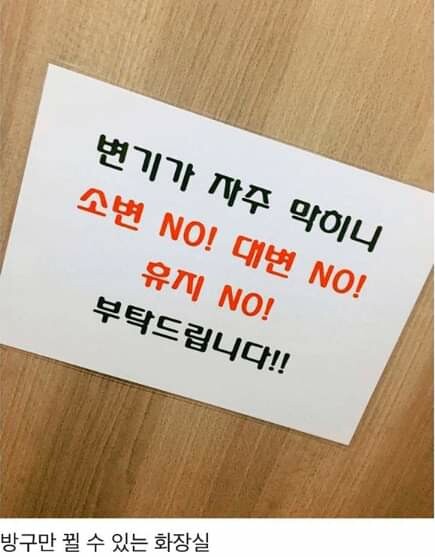 변기가 자주 막히니
소변 NO! 대변 NO!
휴지 NO!
부탁드립니다!!
방구만 뀔 수 있는 화장실